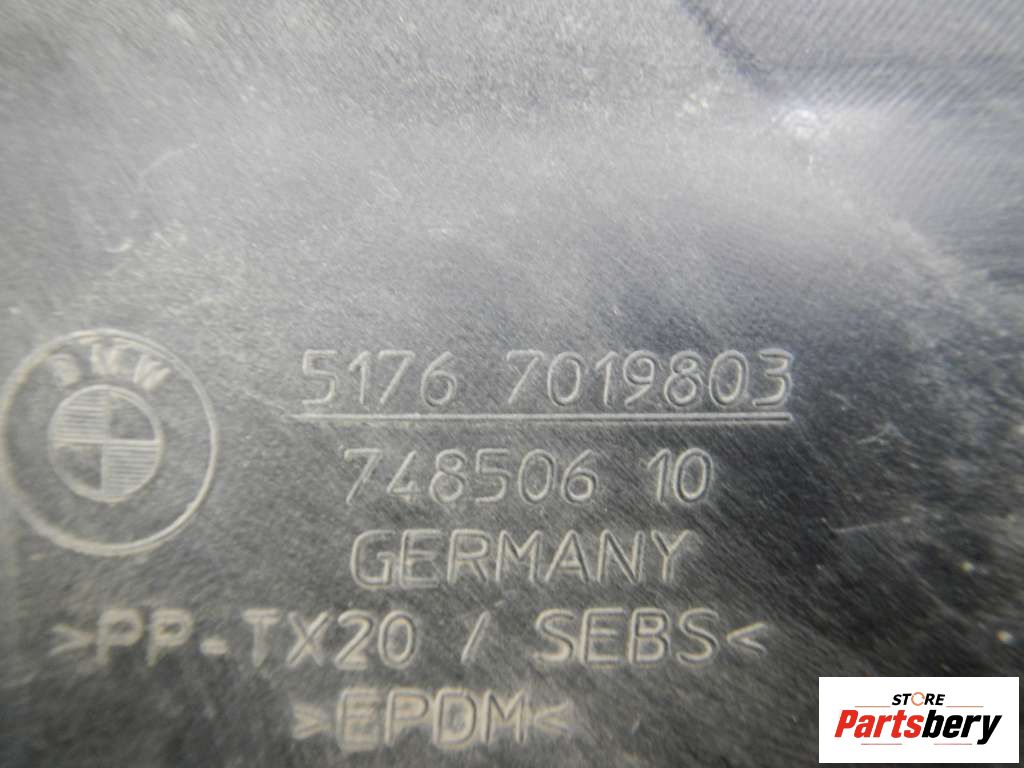 BMW
5176 7019803
748506 10
GERMANY
>PP-TX20 / SEBS<
>EPDM<
STORE
Partsbery